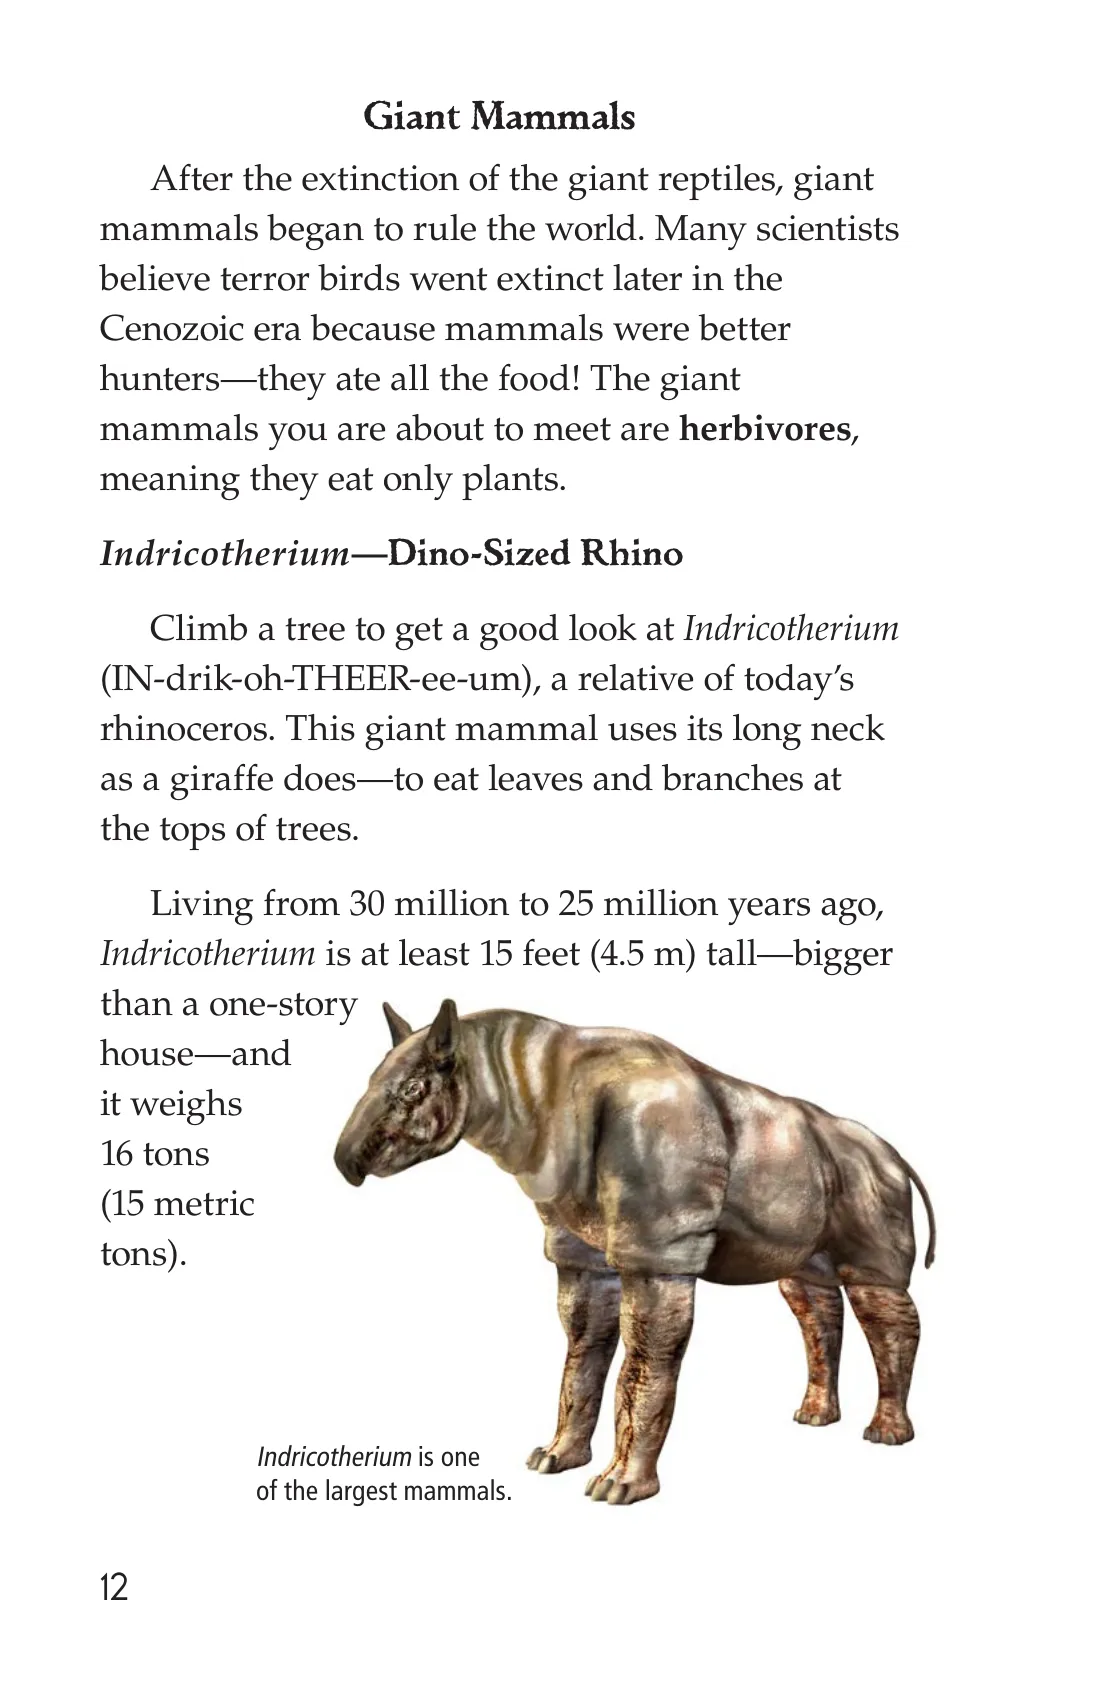 Giant Mammals
After the extinction of the giant reptiles, giant
mammals began to rule the world. Many scientists
believe terror birds went extinct later in the
Cenozoic era because mammals were better
hunters—they ate all the food! The giant
mammals you are about to meet are herbivores,
meaning they eat only plants.
Indricotherium—Dino-Sized Rhino
Climb a tree to get a good look at Indricotherium
(IN-drik-oh-THEER-ee-um), a relative of today’s
rhinoceros. This giant mammal uses its long neck
as a giraffe does—to eat leaves and branches at
the tops of trees.
Living from 30 million to 25 million years ago,
Indricotherium is at least 15 feet (4.5 m) tall—bigger
than a one-story
house—and
it weighs
16 tons
(15 metric
tons).
Indricotherium is one
of the largest mammals.
12